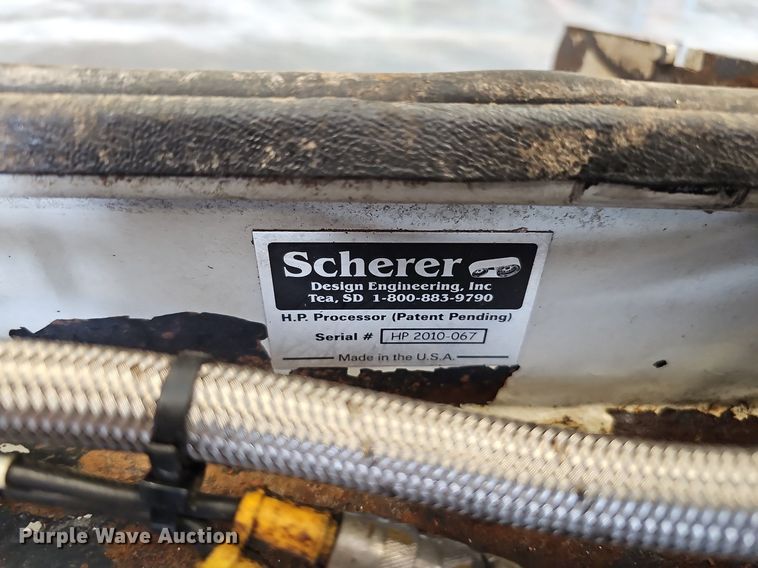 Scherer
Design Engineering, Inc
Tea, SD 1-800-883-9790
H.P. Processor (Patent Pending)
Serial # HP 2010-067
Made in the U.S.A.
Purple Wave Auction